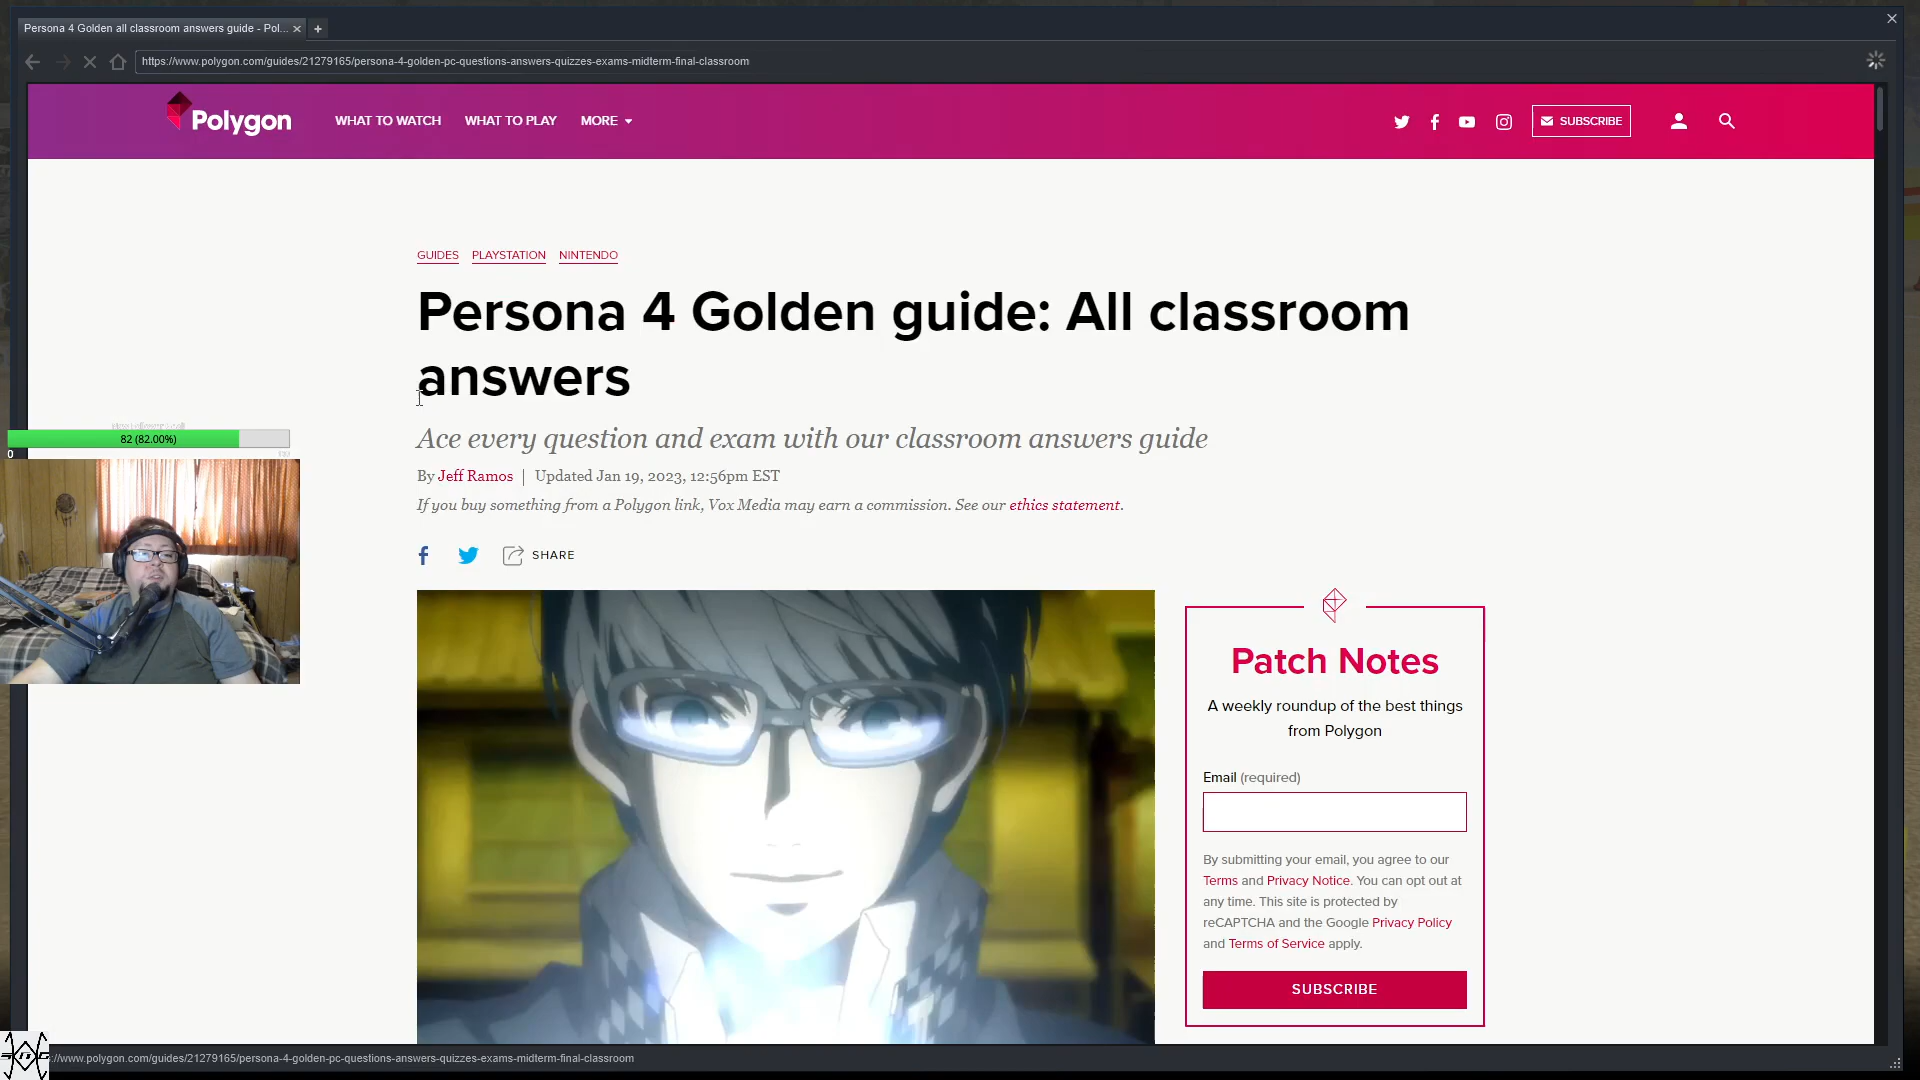 Persona 4 Golden all classroom answers guide - Pol...
https://www.polygon.com/guides/21279165/persona-4-golden-pc-questions-answers-quizzes-exams-midterm-final-classroom
Polygon
WHAT TO WATCH
WHAT TO PLAY
MORE
SUBSCRIBE
GUIDES
PLAYSTATION
NINTENDO
Persona 4 Golden guide: All classroom
answers
Ace every question and exam with our classroom answers guide
By Jeff Ramos | Updated Jan 19, 2023, 12:56pm EST
If you buy something from a Polygon link, Vox Media may earn a commission. See our ethics statement.
SHARE
82 (82.00%)
0
Patch Notes
A weekly roundup of the best things
from Polygon
Email (required)
By submitting your email, you agree to our
Terms and Privacy Notice. You can opt out at
any time. This site is protected by
reCAPTCHA and the Google Privacy Policy
and Terms of Service apply.
SUBSCRIBE
://www.polygon.com/guides/21279165/persona-4-golden-pc-questions-answers-quizzes-exams-midterm-final-classroom